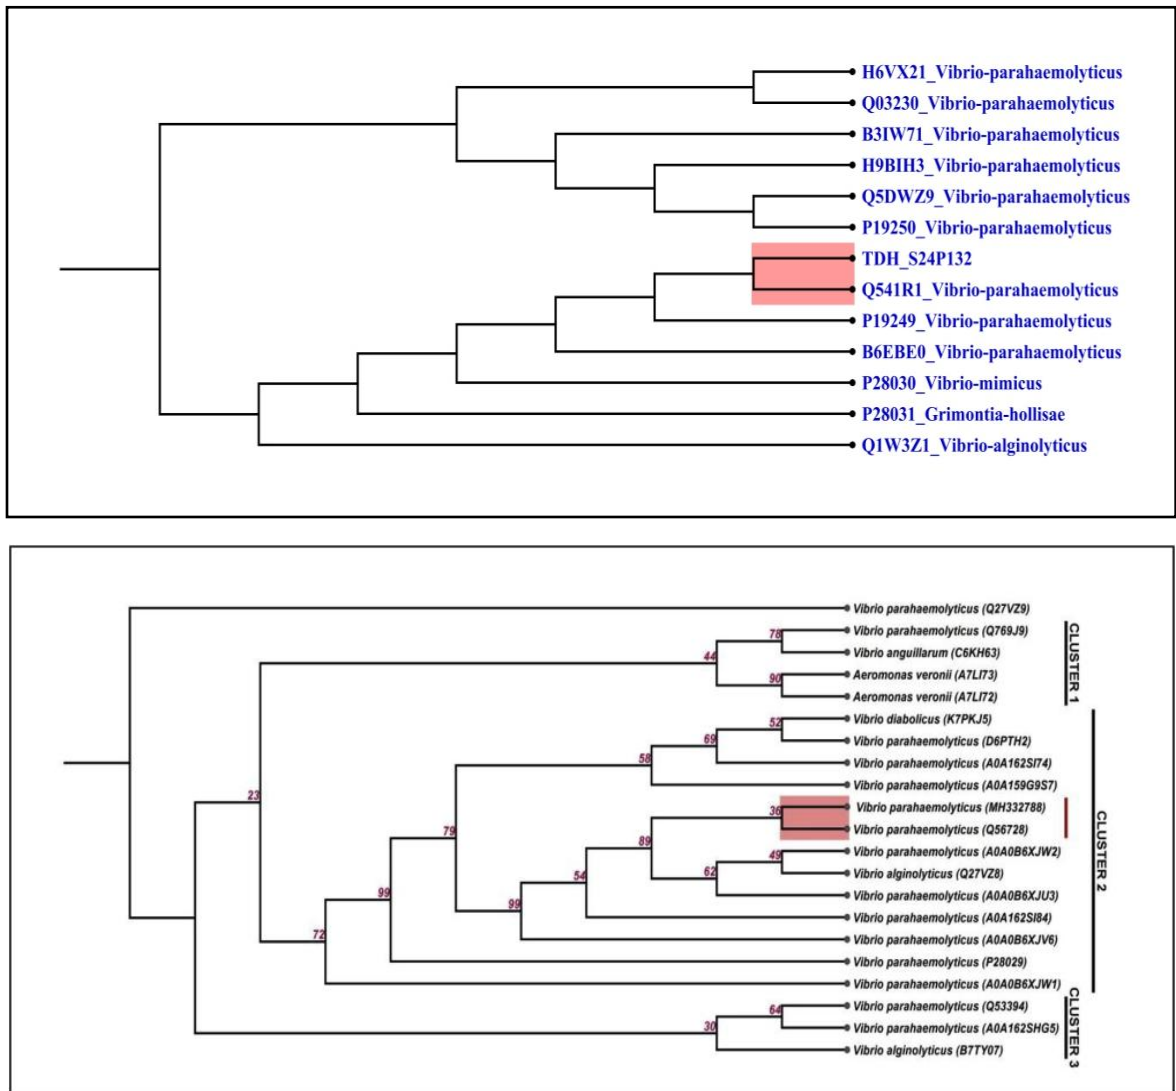 H6VX21_Vibrio-parahaemolyticus
Q03230_Vibrio-parahaemolyticus
B3IW71_Vibrio-parahaemolyticus
H9BIH3_Vibrio-parahaemolyticus
Q5DWZ9_Vibrio-parahaemolyticus
P19250_Vibrio-parahaemolyticus
TDH_S24P132
Q541R1_Vibrio-parahaemolyticus
P19249_Vibrio-parahaemolyticus
B6EBE0_Vibrio-parahaemolyticus
P28030_Vibrio-mimicus
P28031_Grimontia-hollisae
Q1W3Z1_Vibrio-alginolyticus
Vibrio parahaemolyticus (Q27VZ9)
78 Vibrio parahaemolyticus (Q769J9)
44 Vibrio anguillarum (C6KH63)
90 Aeromonas veronii (A7LI73)
Aeromonas veronii (A7LI72)
CLUSTER 1
52 Vibrio diabolicus (K7PKJ5)
69 Vibrio parahaemolyticus (D6PTH2)
58 Vibrio parahaemolyticus (A0A162SI74)
Vibrio parahaemolyticus (A0A159G9S7)
23
36 Vibrio parahaemolyticus (MH332788)
Vibrio parahaemolyticus (Q56728)
79
89
49 Vibrio parahaemolyticus (A0A0B6XJW2)
62 Vibrio alginolyticus (Q27VZ8)
54 Vibrio parahaemolyticus (A0A0B6XJU3)
99
99 Vibrio parahaemolyticus (A0A162SI84)
72 Vibrio parahaemolyticus (A0A0B6XJV6)
Vibrio parahaemolyticus (P28029)
Vibrio parahaemolyticus (A0A0B6XJW1)
CLUSTER 2
64 Vibrio parahaemolyticus (Q53394)
30 Vibrio parahaemolyticus (A0A162SHG5)
Vibrio alginolyticus (B7TY07)
CLUSTER 3